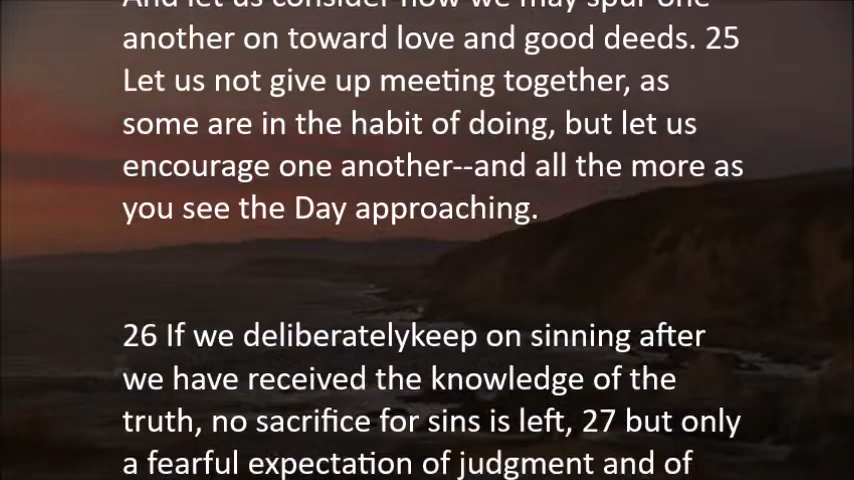 And let us consider how we may spur one
another on toward love and good deeds. 25
Let us not give up meeting together, as
some are in the habit of doing, but let us
encourage one another--and all the more as
you see the Day approaching.
26 If we deliberatelykeep on sinning after
we have received the knowledge of the
truth, no sacrifice for sins is left, 27 but only
a fearful expectation of judgment and of